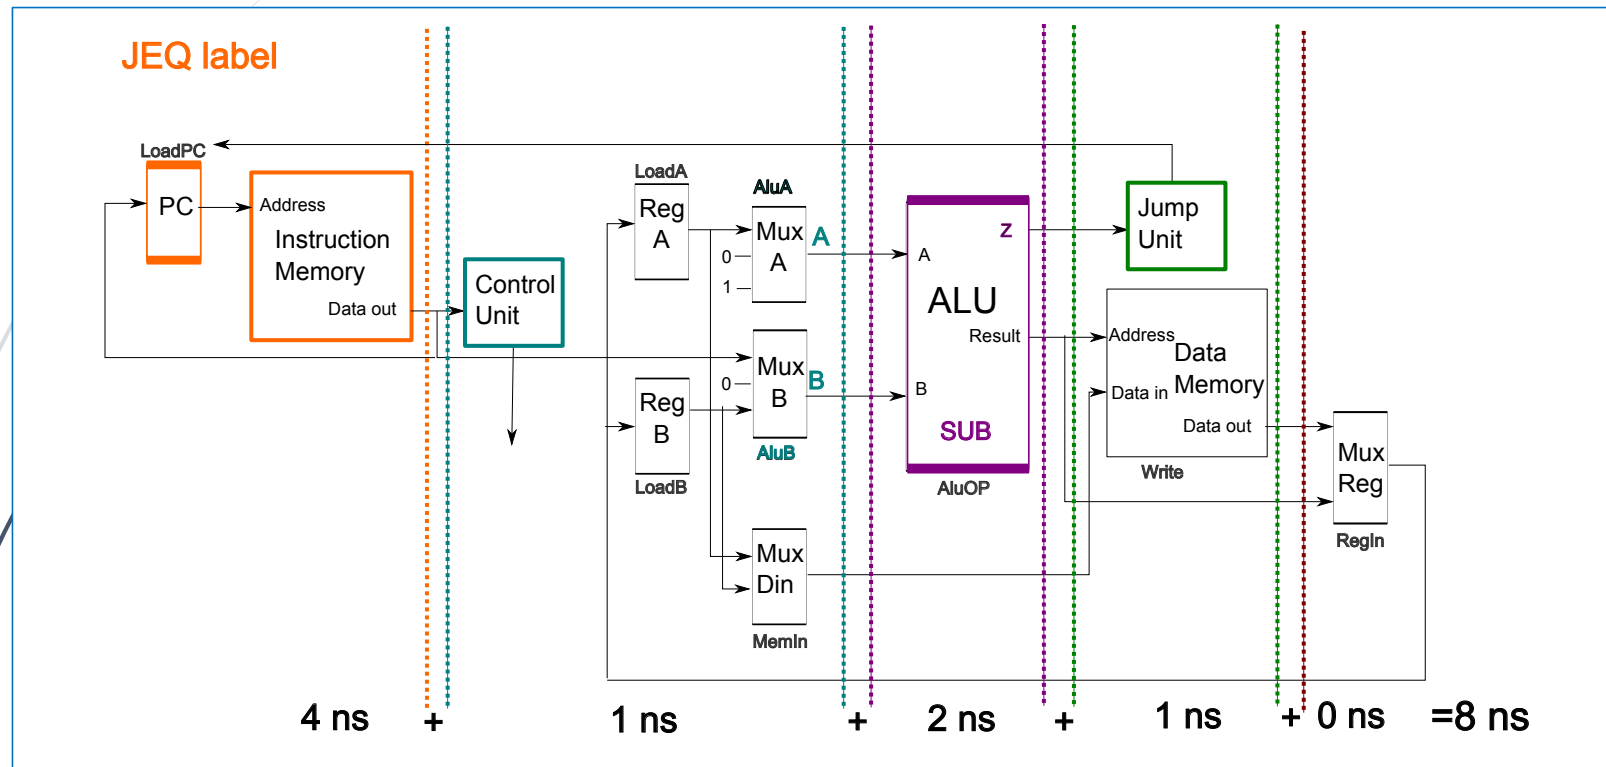 JEQ label
LoadPC
PC
Address
Instruction
Memory
Data out
Control
Unit
LoadA
Reg
A
AluA
Mux
A
0
1
A
Mux
B
0
B
AluB
Reg
B
LoadB
Mux
Din
MemIn
A
z
ALU
Result
B
SUB
AluOP
Jump
Unit
Address
Data
Memory
Data in
Data out
Write
Mux
Reg
RegIn
4 ns + 1 ns + 2 ns + 1 ns + 0 ns =8 ns